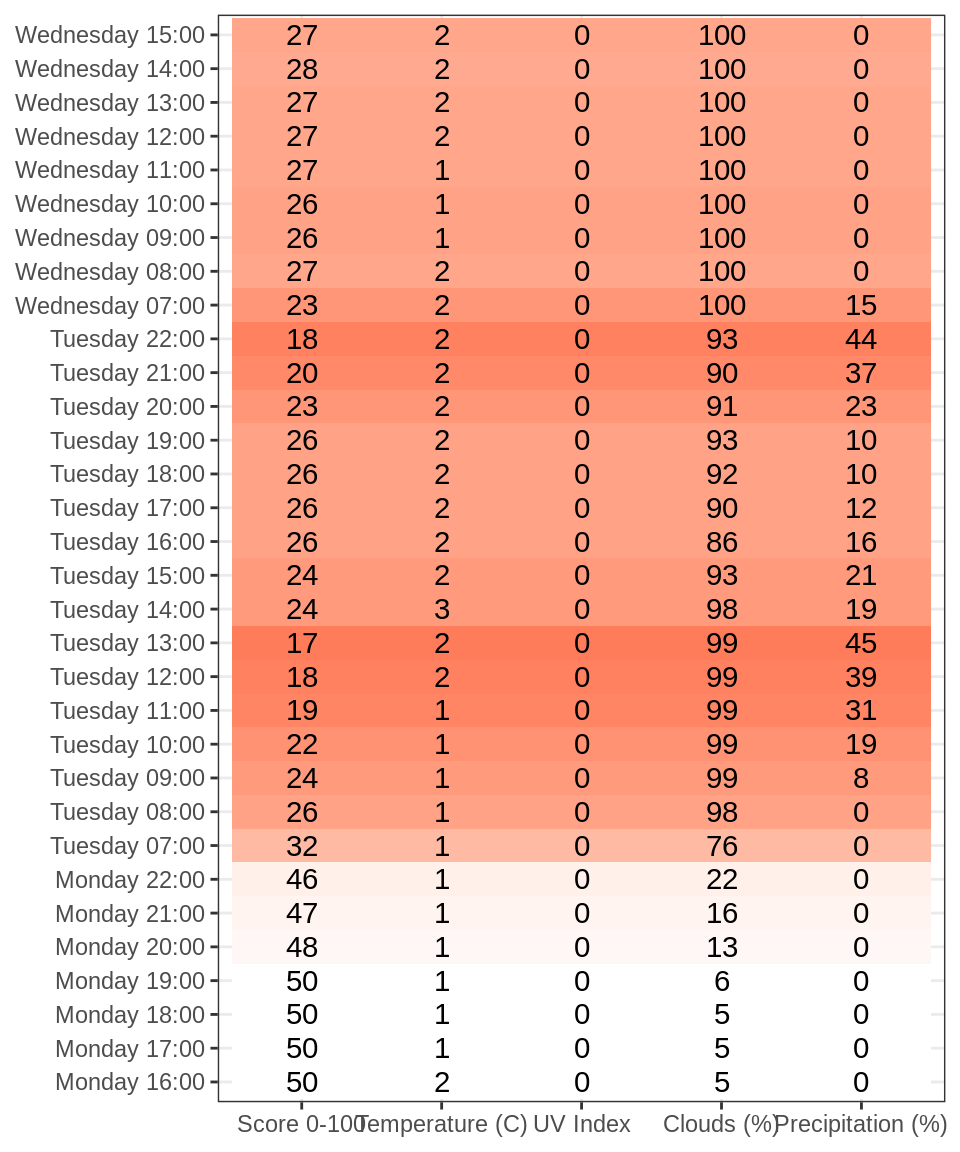 Wednesday 15:00 27 2 0 100 0
Wednesday 14:00 28 2 0 100 0
Wednesday 13:00 27 2 0 100 0
Wednesday 12:00 27 2 0 100 0
Wednesday 11:00 27 1 0 100 0
Wednesday 10:00 26 1 0 100 0
Wednesday 09:00 26 1 0 100 0
Wednesday 08:00 27 2 0 100 0
Wednesday 07:00 23 2 0 100 15
Tuesday 22:00 18 2 0 93 44
Tuesday 21:00 20 2 0 90 37
Tuesday 20:00 23 2 0 91 23
Tuesday 19:00 26 2 0 93 10
Tuesday 18:00 26 2 0 92 10
Tuesday 17:00 26 2 0 90 12
Tuesday 16:00 26 2 0 86 16
Tuesday 15:00 24 2 0 93 21
Tuesday 14:00 24 3 0 98 19
Tuesday 13:00 17 2 0 99 45
Tuesday 12:00 18 2 0 99 39
Tuesday 11:00 19 1 0 99 31
Tuesday 10:00 22 1 0 99 19
Tuesday 09:00 24 1 0 99 8
Tuesday 08:00 26 1 0 98 0
Tuesday 07:00 32 1 0 76 0
Monday 22:00 46 1 0 22 0
Monday 21:00 47 1 0 16 0
Monday 20:00 48 1 0 13 0
Monday 19:00 50 1 0 6 0
Monday 18:00 50 1 0 5 0
Monday 17:00 50 1 0 5 0
Monday 16:00 50 2 0 5 0
Score 0-100 Temperature (C) UV Index Clouds (%) Precipitation (%)